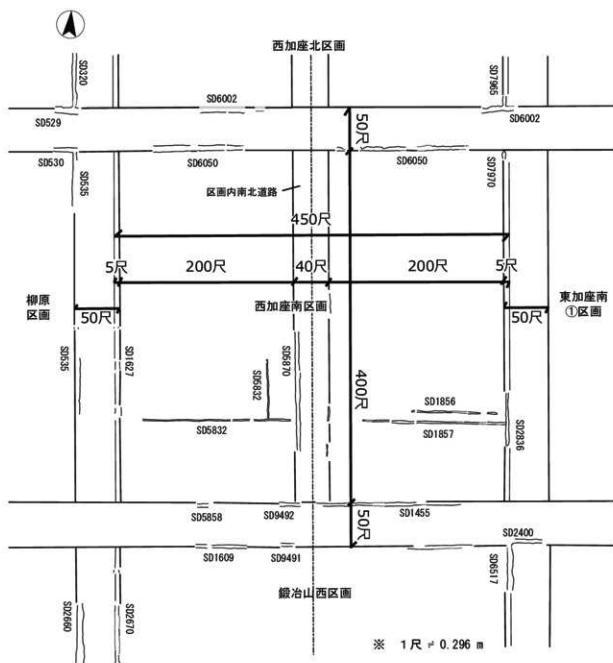 西加座北区画
SD320
SD7965
SD6002
SD529
50尺
SD6002
SD530
SD6050
SD6050
SD535
SD7970
区画内南北道路
450尺
5尺
200尺
40尺
200尺
5尺
柳原
区画
50尺
西加座南区画
50尺
東加座南
①区画
SD535
SD1627
SD5832
SD5870
400尺
SD1856
SD5832
SD1857
SD2836
SD5858
SD9492
SD1455
50尺
SD2400
SD1609
SD9491
SD6517
鍛冶山西区画
SD2660
SD2670
※ 1尺≠0.296 m